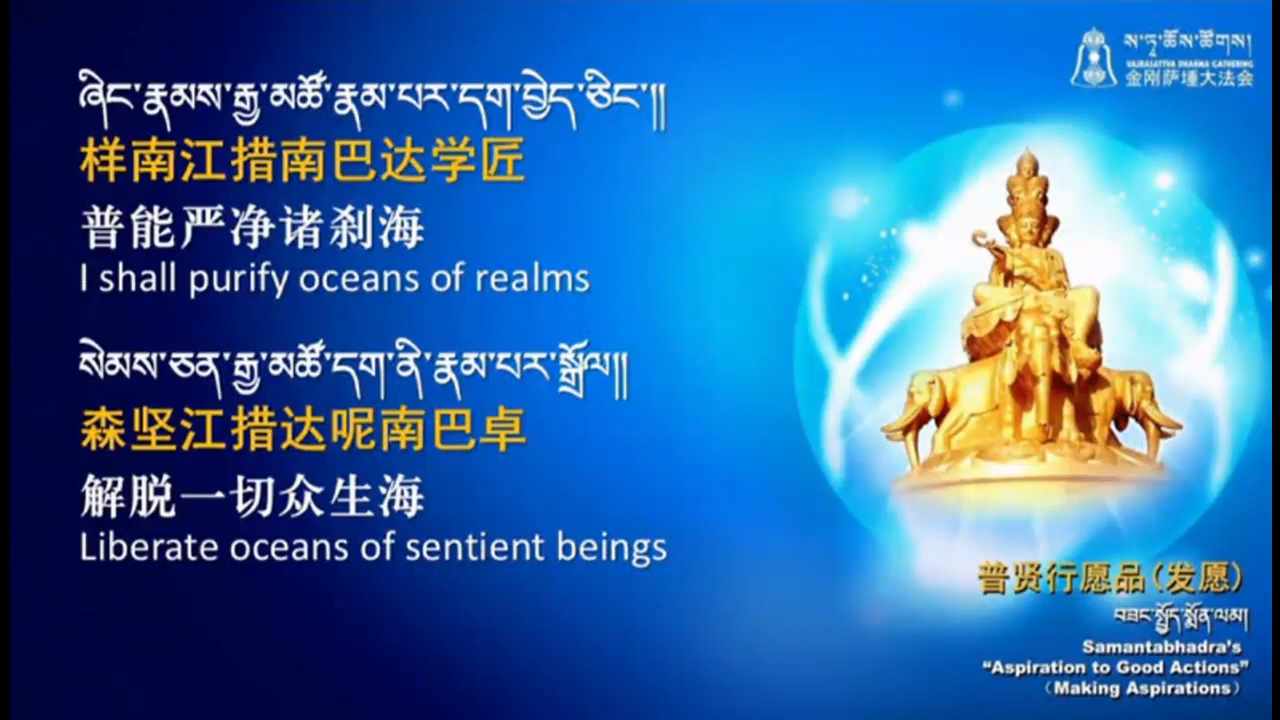 ས་ཏྭ་ཆོས་ཚོགས།
VAJRASATTVA DHARMA GATHERING
金刚萨埵大法会
ཞིང་རྣམས་རྒྱ་མཚོ་རྣམ་པར་དག་བྱེད་ཅིང་།།
样南江措南巴达学匠
普能严净诸刹海
I shall purify oceans of realms
སེམས་ཅན་རྒྱ་མཚོ་དག་ནི་རྣམ་པར་སྒྲོལ།།
森坚江措达呢南巴卓
解脱一切众生海
Liberate oceans of sentient beings
普贤行愿品(发愿)
བཟང་སྤྱོད་སྨོན་ལམ།
Samantabhadra's
“Aspiration to Good Actions”
(Making Aspirations)